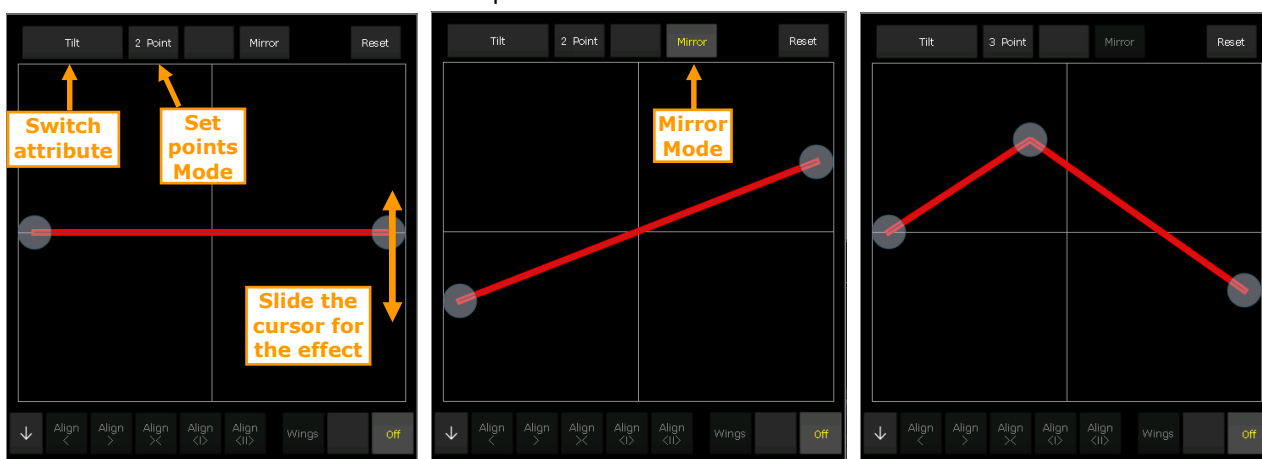 Tilt 2 Point Mirror Reset
Switch
attribute
Set
points
Mode
Slide the
cursor for
the effect
↓ Align < Align > Align >< Align <I> Align <II> Wings Off
Tilt 2 Point Mirror Reset
Mirror
Mode
↓ Align < Align > Align >< Align <I> Align <II> Wings Off
Tilt 3 Point Mirror Reset
↓ Align < Align > Align >< Align <I> Align <II> Wings Off